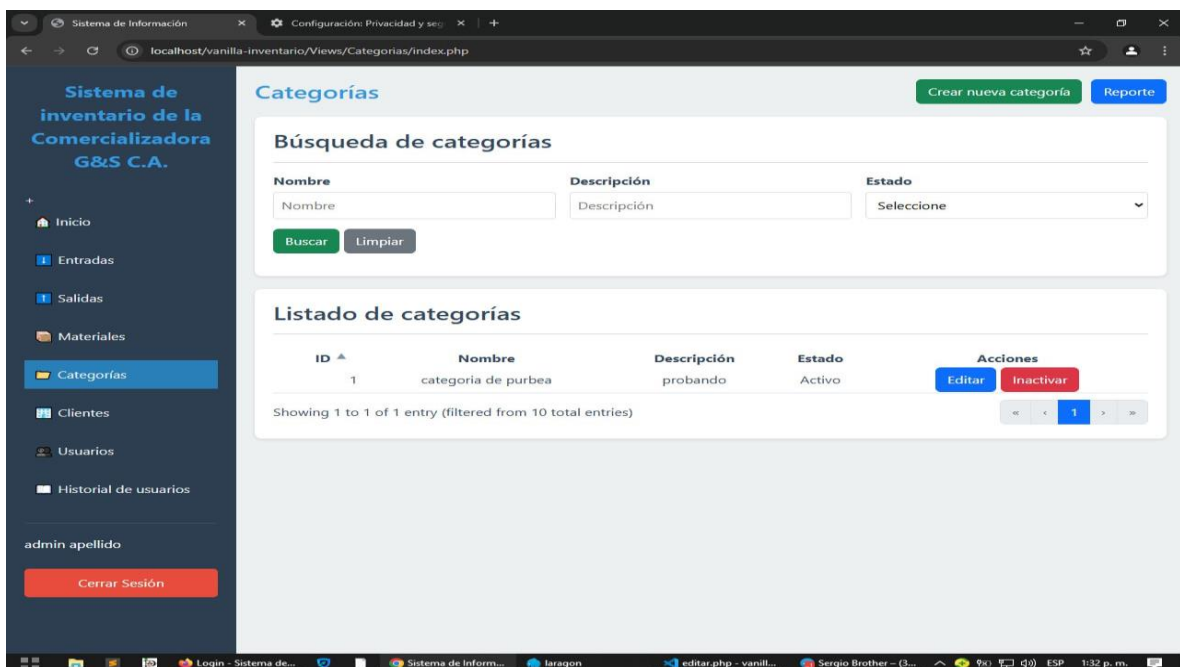 Sistema de Información
Configuración: Privacidad y seg
localhost/vanilla-inventario/Views/Categorias/index.php
Sistema de
inventario de la
Comercializadora
G&S C.A.
+
Inicio
Entradas
Salidas
Materiales
Categorías
Clientes
Usuarios
Historial de usuarios
admin apellido
Cerrar Sesión
Categorías
Crear nueva categoría
Reporte
Búsqueda de categorías
Nombre Descripción Estado
Nombre Descripción Seleccione
Buscar Limpiar
Listado de categorías
ID Nombre Descripción Estado Acciones
1 categoria de purbea probando Activo Editar Inactivar
Showing 1 to 1 of 1 entry (filtered from 10 total entries)
« ‹ 1 › »
Login - Sistema de...
Sistema de Inform...
laragon
editar.php - vanill...
Sergio Brother – (3...
ESP
1:32 p. m.